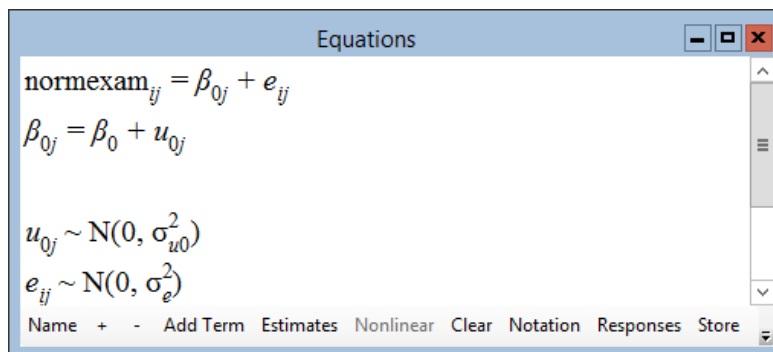 Equations
normexam_ij = β_0j + e_ij
β_0j = β_0 + u_0j
u_0j ~ N(0, σ²_u0)
e_ij ~ N(0, σ²_e)
Name + - Add Term Estimates Nonlinear Clear Notation Responses Store